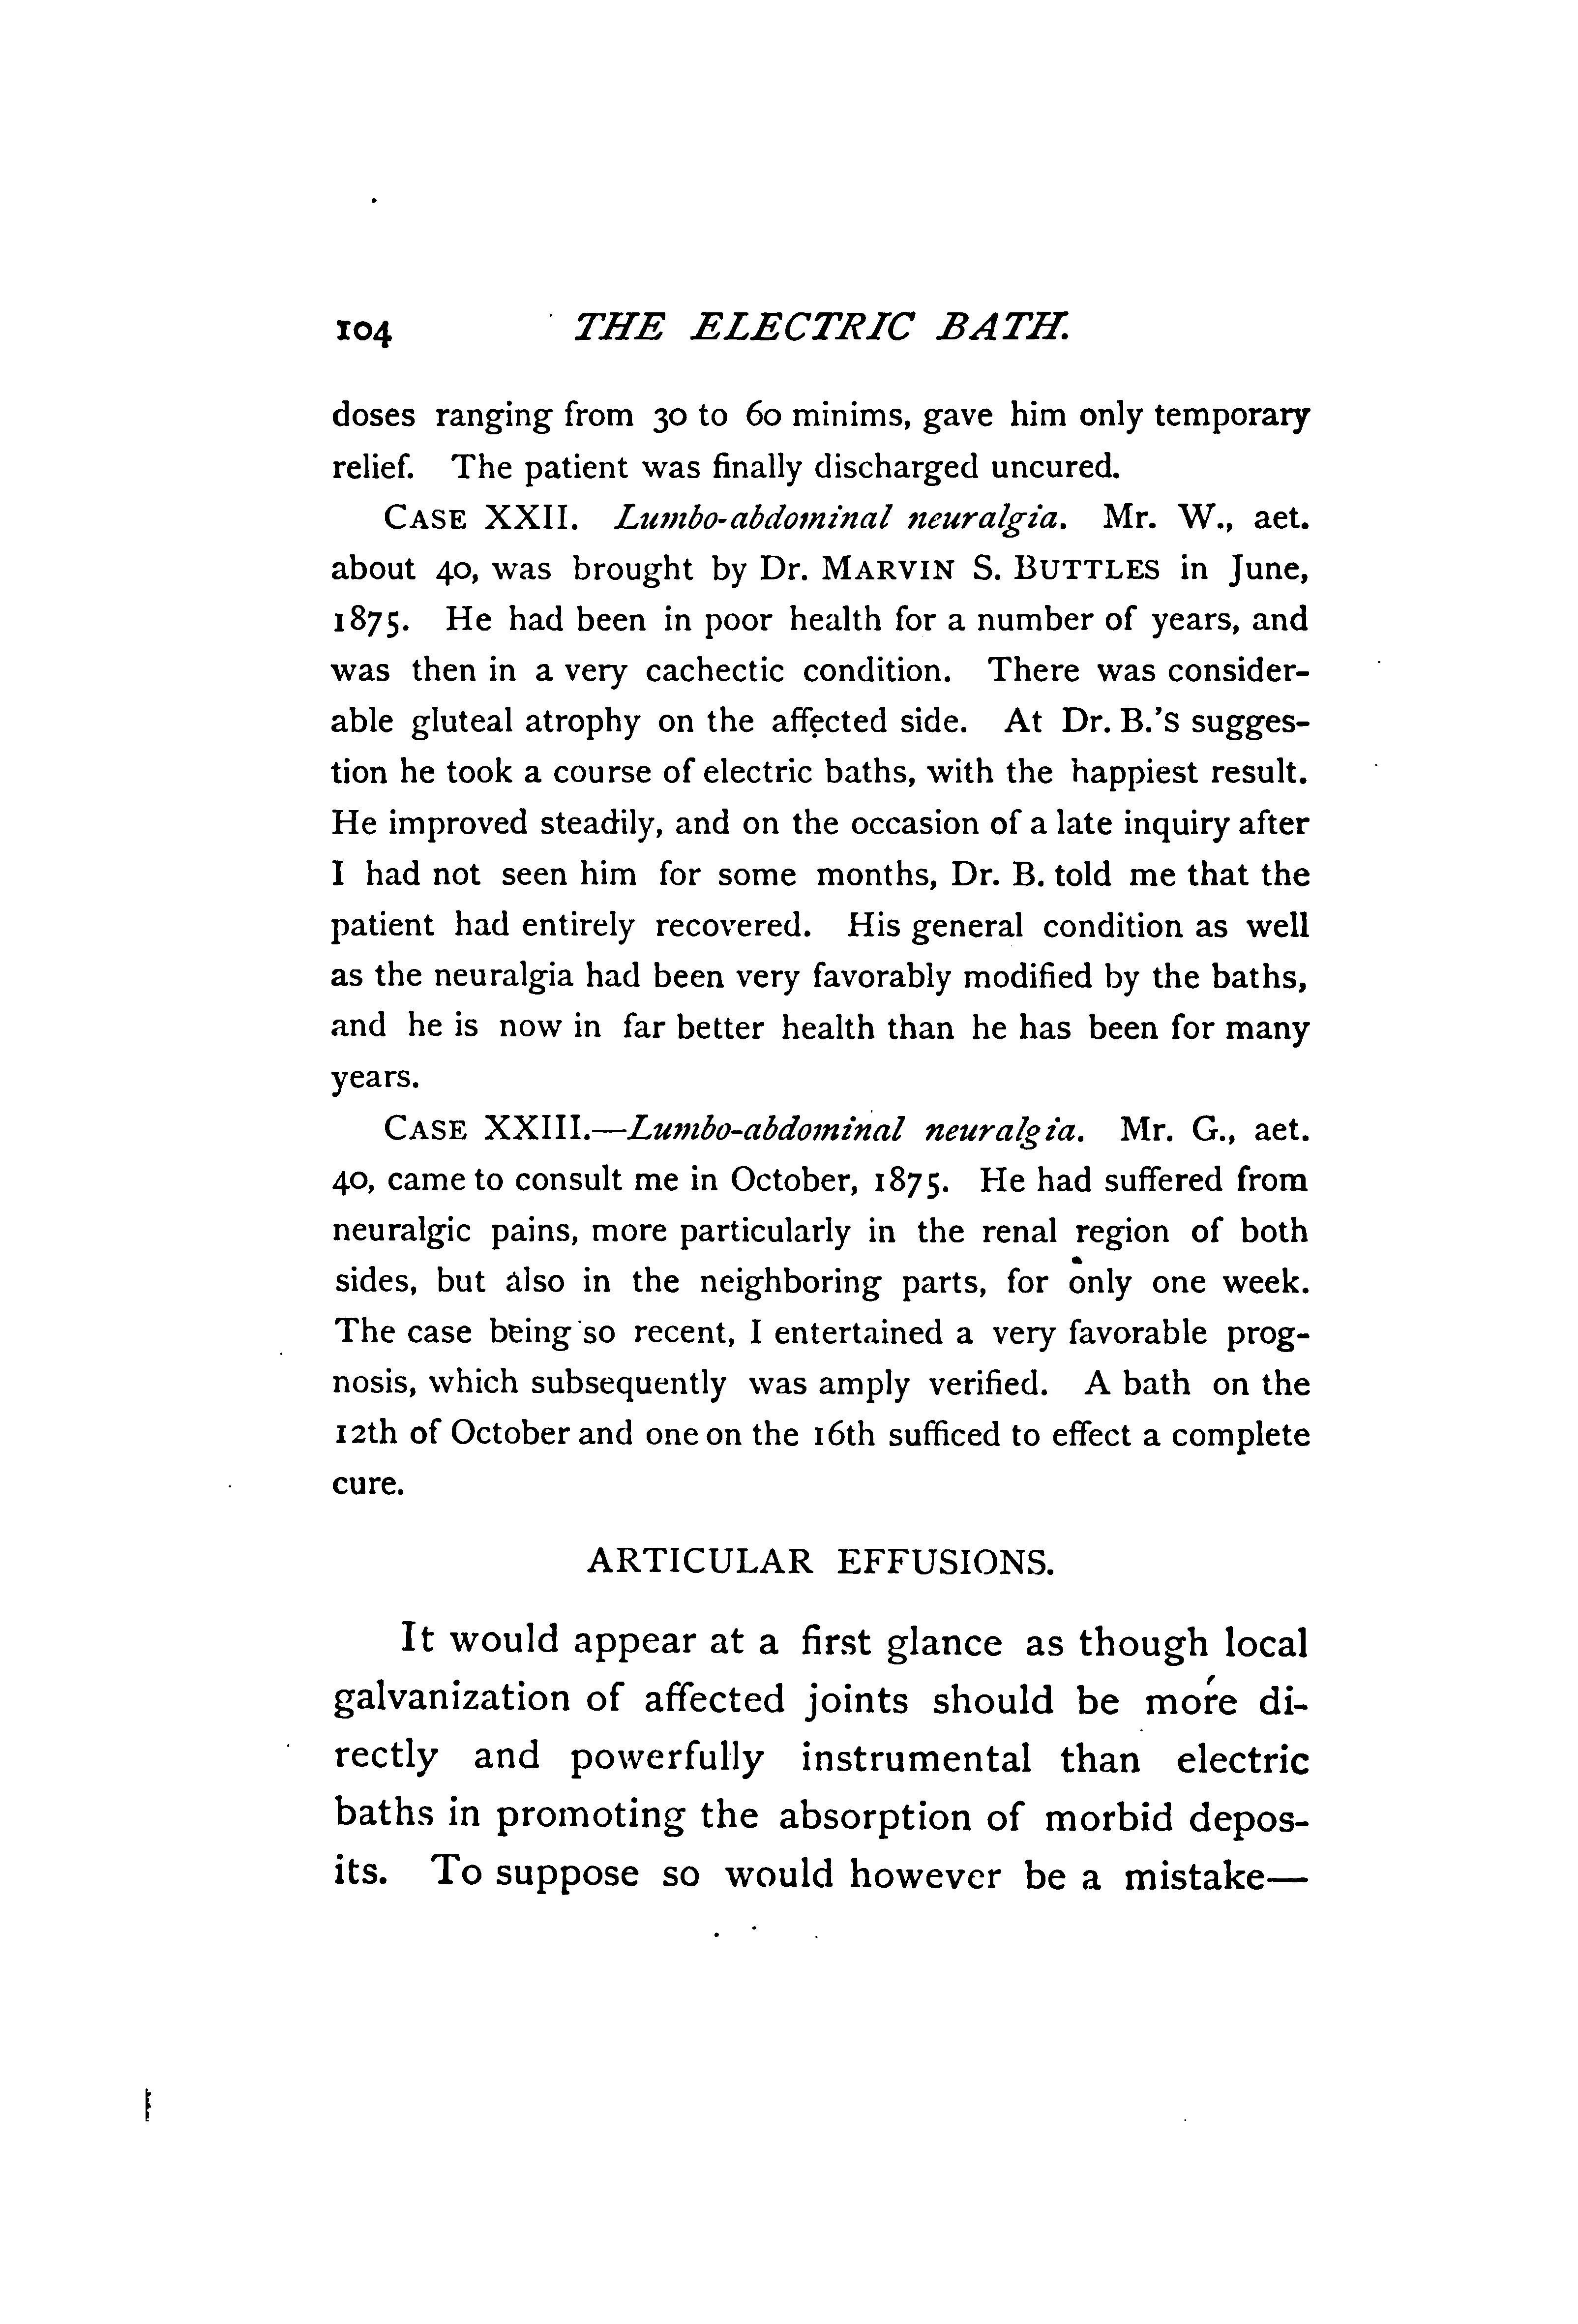 104 THE ELECTRIC BATH.
doses ranging from 30 to 60 minims, gave him only temporary
relief. The patient was finally discharged uncured.
CASE XXII. Lumbo-abdominal neuralgia. Mr. W., aet.
about 40, was brought by Dr. MARVIN S. BUTTLES in June,
1875. He had been in poor health for a number of years, and
was then in a very cachectic condition. There was consider-
able gluteal atrophy on the affected side. At Dr. B.'s sugges-
tion he took a course of electric baths, with the happiest result.
He improved steadily, and on the occasion of a late inquiry after
I had not seen him for some months, Dr. B. told me that the
patient had entirely recovered. His general condition as well
as the neuralgia had been very favorably modified by the baths,
and he is now in far better health than he has been for many
years.
CASE XXIII.—Lumbo-abdominal neuralgia. Mr. G., aet.
40, came to consult me in October, 1875. He had suffered from
neuralgic pains, more particularly in the renal region of both
sides, but also in the neighboring parts, for only one week.
The case being so recent, I entertained a very favorable prog-
nosis, which subsequently was amply verified. A bath on the
12th of October and one on the 16th sufficed to effect a complete
cure.
ARTICULAR EFFUSIONS.
It would appear at a first glance as though local
galvanization of affected joints should be more di-
rectly and powerfully instrumental than electric
baths in promoting the absorption of morbid depos-
its. To suppose so would however be a mistake—